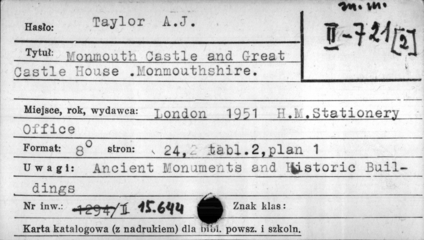 m. m.
Hasło: Taylor A.J.
II-721[2]
Tytuł: Monmouth Castle and Great
Castle House .Monmouthshire.
Miejsce, rok, wydawca: London 1951 H.M.Stationery
Office
Format: 8° stron: 24,2 tabl.2,plan 1
Uwagi: Ancient Monuments and Historic Buil-
dings
Nr inw.: 1294/II 15.644 Znak klas:
Karta katalogowa (z nadrukiem) dla bibl. powsz. i szkoln.